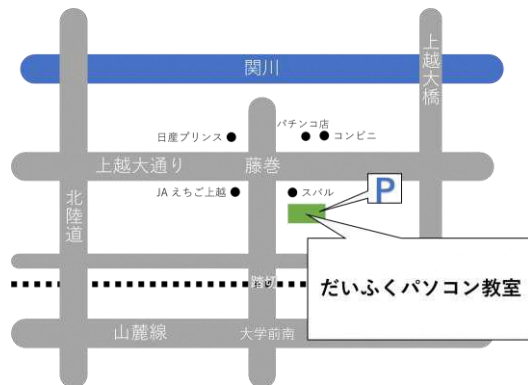 上越大橋
関川
パチンコ店
日産プリンス
コンビニ
上越大通り
藤巻
北陸道
JA えちご上越
スバル
P
だいふくパソコン教室
踏切
山麓線
大学前南